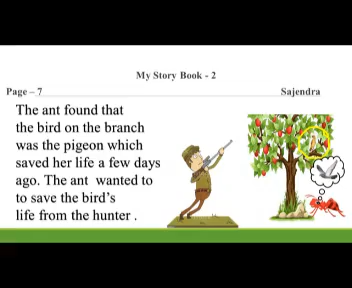 My Story Book - 2
Page – 7
Sajendra
The ant found that
the bird on the branch
was the pigeon which
saved her life a few days
ago. The ant wanted to
to save the bird's
life from the hunter .